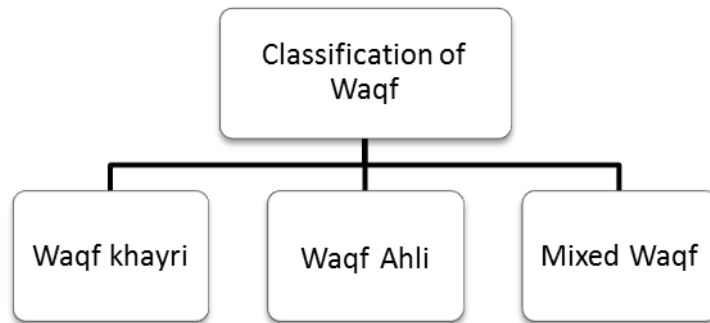 Classification of
Waqf
Waqf khayri
Waqf Ahli
Mixed Waqf